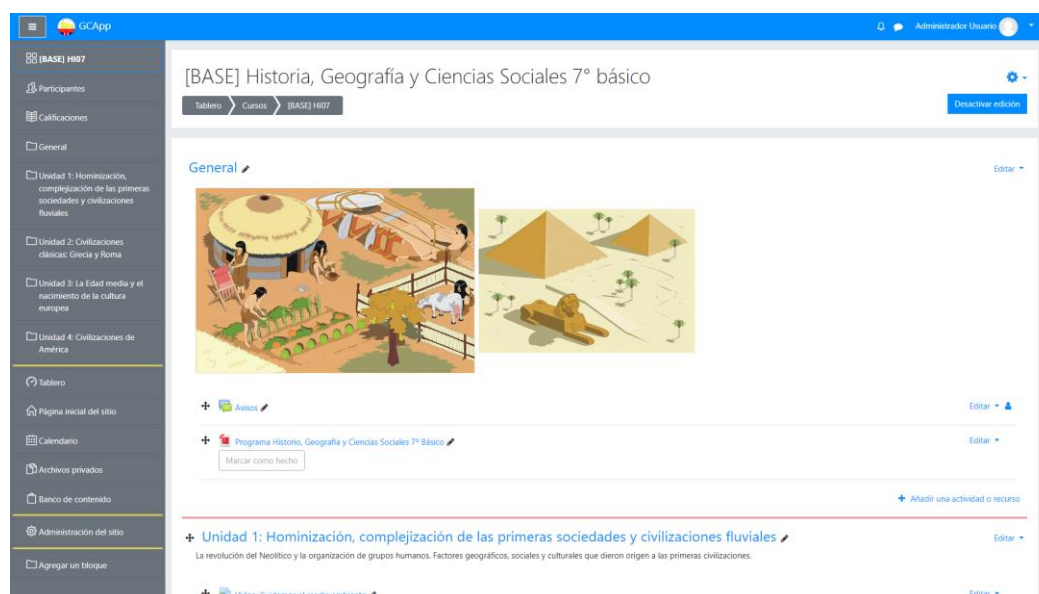 GCApp
Administrador Usuario
[BASE] HI07
Participantes
Calificaciones
General
Unidad 1: Hominización,
complejización de las primeras
sociedades y civilizaciones
fluviales
Unidad 2: Civilizaciones
clásicas: Grecia y Roma
Unidad 3: La Edad media y el
nacimiento de la cultura
europea
Unidad 4: Civilizaciones de
América
Tablero
Página inicial del sitio
Calendario
Archivos privados
Banco de contenido
Administración del sitio
Agregar un bloque
[BASE] Historia, Geografía y Ciencias Sociales 7° básico
Tablero Cursos [BASE] HI07
Desactivar edición
General
Editar
Avisos
Editar
Programa Historio, Geografía y Ciencias Sociales 7º Básico
Editar
Marcar como hecho
Añadir una actividad o recurso
Unidad 1: Hominización, complejización de las primeras sociedades y civilizaciones fluviales
Editar
La revolución del Neolítico y la organización de grupos humanos. Factores geográficos, sociales y culturales que dieron origen a las primeras civilizaciones.